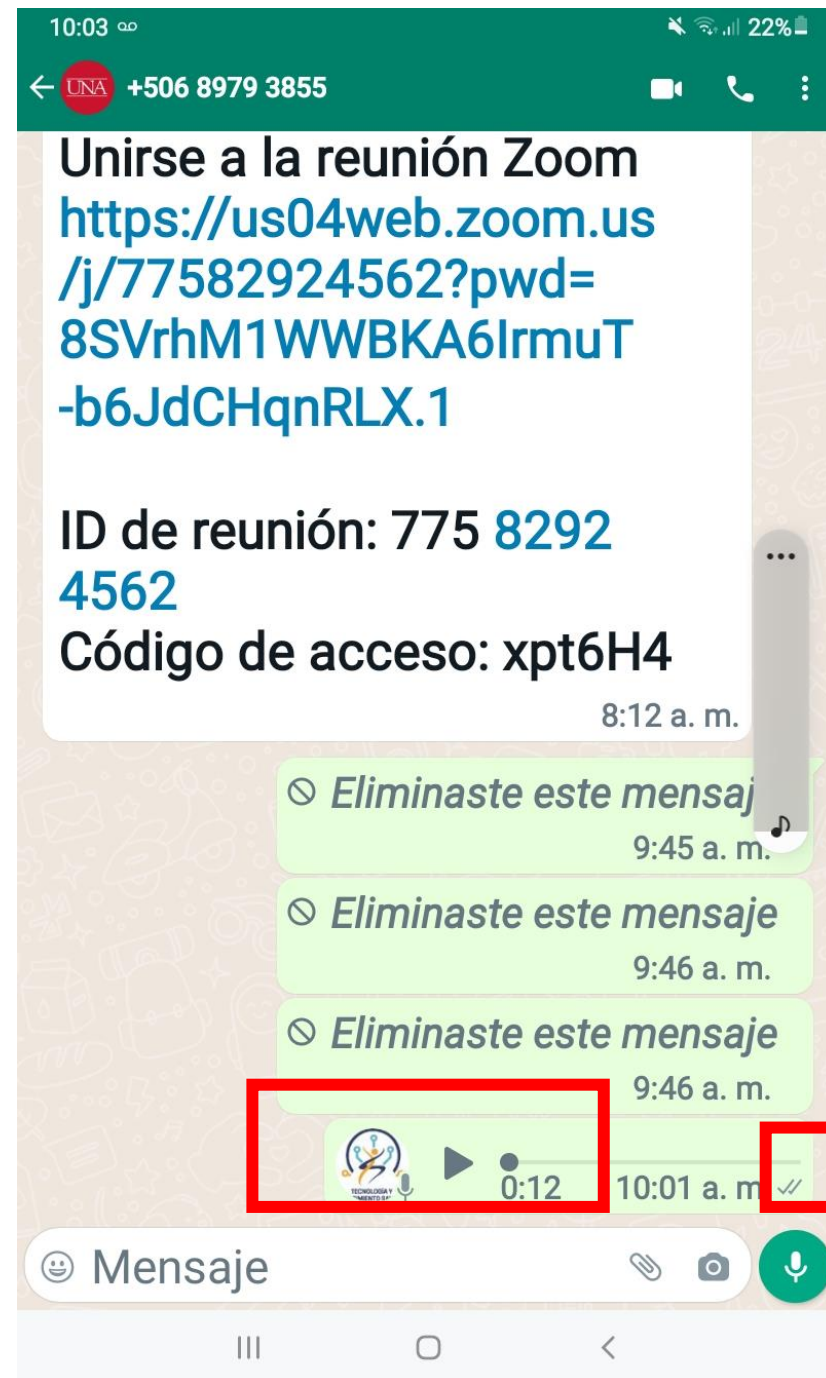 10:03 22%
UNA +506 8979 3855
Unirse a la reunión Zoom
https://us04web.zoom.us
/j/77582924562?pwd=
8SVrhM1WWBKA6IrmuT
-b6JdCHqnRLX.1
ID de reunión: 775 8292
4562
Código de acceso: xpt6H4
8:12 a. m.
Eliminaste este mensaj
9:45 a. m.
Eliminaste este mensaje
9:46 a. m.
Eliminaste este mensaje
9:46 a. m.
TECNOLOGÍA Y
0:12 10:01 a. m
Mensaje